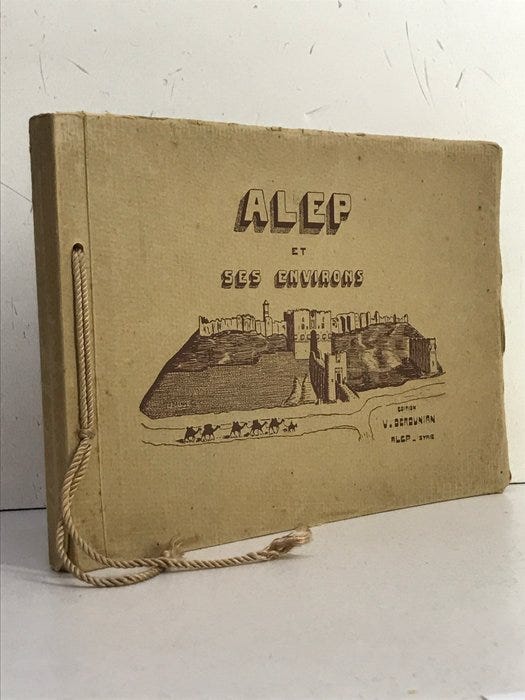 ALEP
ET
SES ENVIRONS
EDITION
V. DEROUNIAN
ALEP - SYRIE